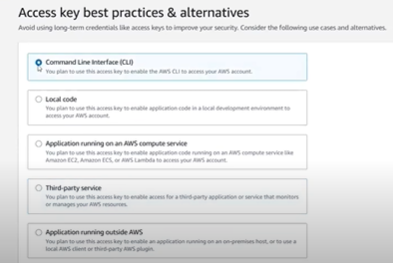 Access key best practices & alternatives
Avoid using long-term credentials like access keys to improve your security. Consider the following use cases and alternatives.
Command Line Interface (CLI)
You plan to use this access key to enable the AWS CLI to access your AWS account.
Local code
You plan to use this access key to enable application code in a local development environment to
access your AWS account.
Application running on an AWS compute service
You plan to use this access key to enable application code running on an AWS compute service like
Amazon EC2, Amazon ECS, or AWS Lambda to access your AWS account.
Third-party service
You plan to use this access key to enable access for a third-party application or service that monitors
or manages your AWS resources.
Application running outside AWS
You plan to use this access key to enable an application running on an on-premises host, or to use a
local AWS client or third-party AWS plugin.